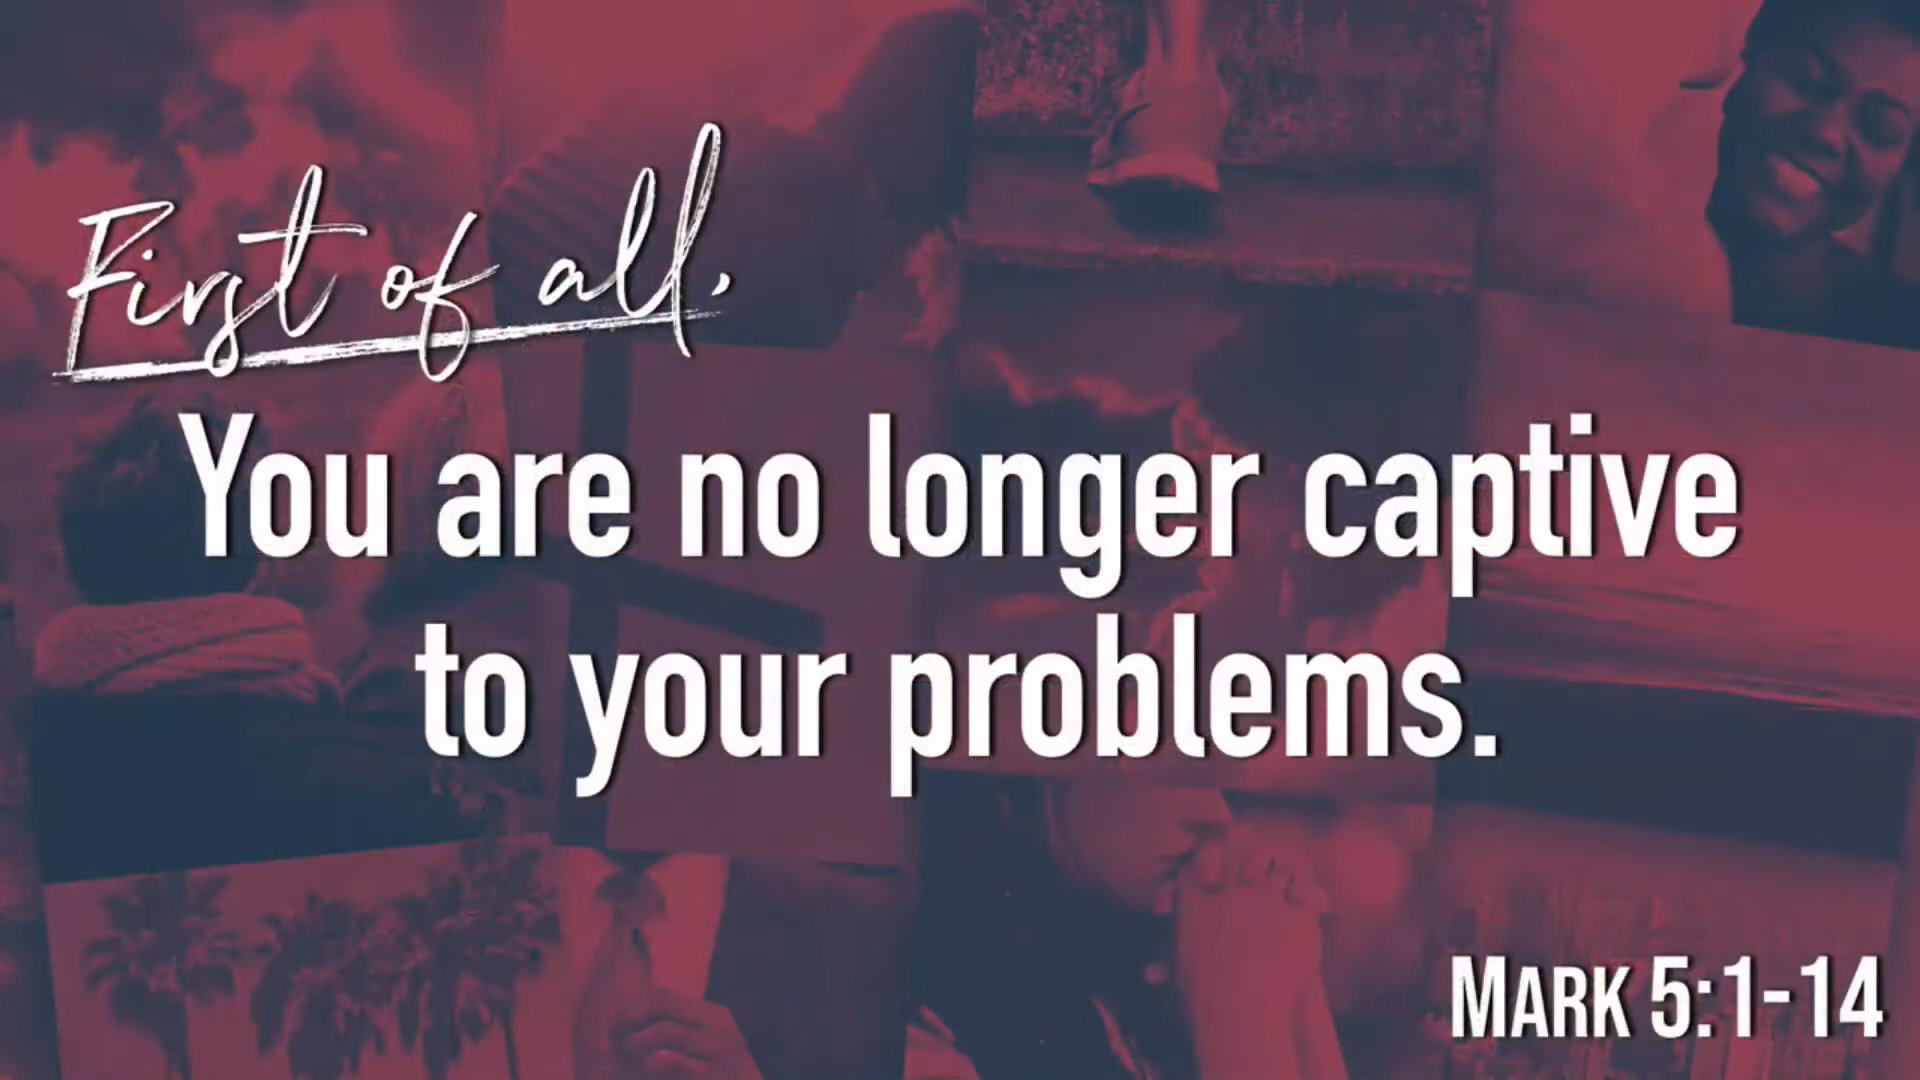 First of all,
You are no longer captive
to your problems.
MARK 5:1-14